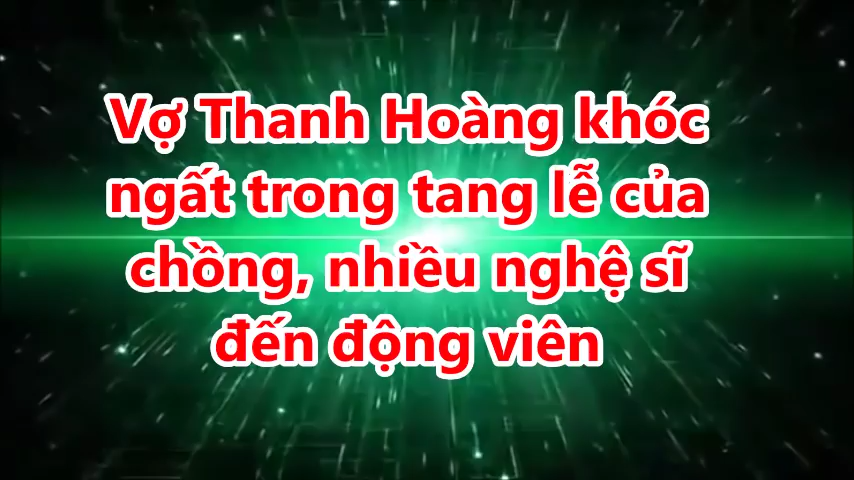 Vợ Thanh Hoàng khóc
ngất trong tang lễ của
chồng, nhiều nghệ sĩ
đến động viên